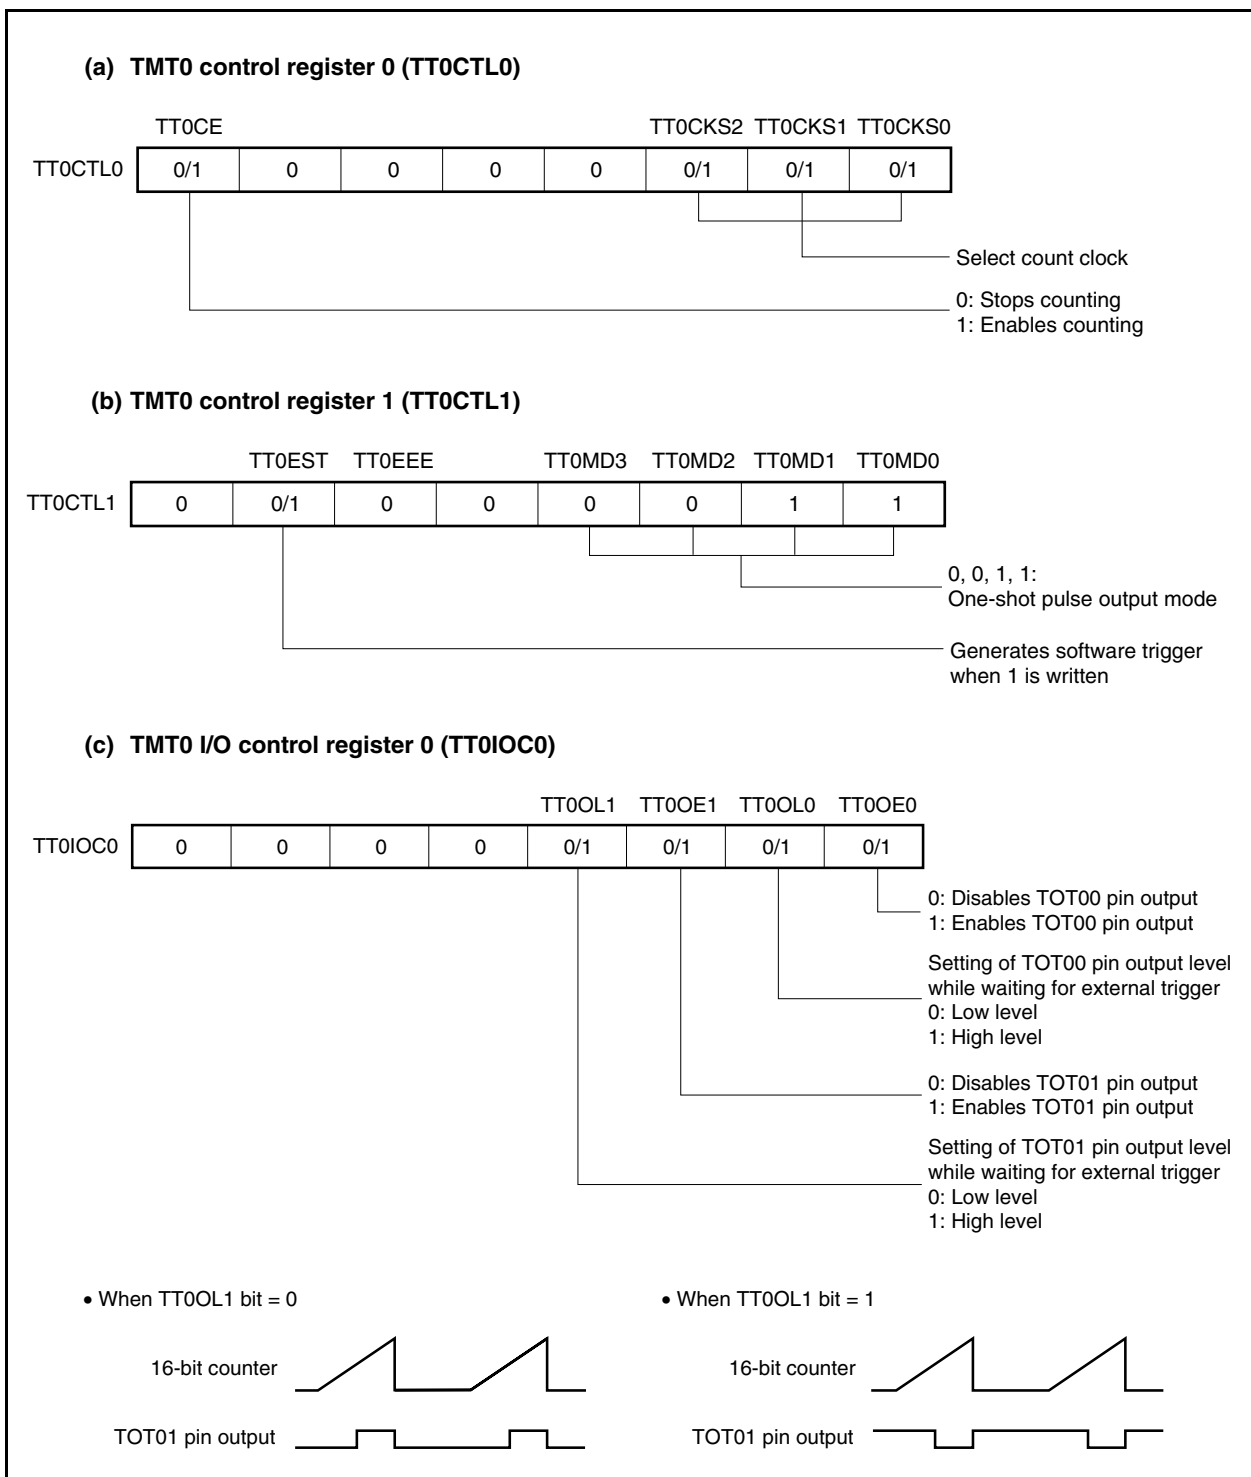 (a) TMT0 control register 0 (TT0CTL0)
TT0CE TT0CKS2 TT0CKS1 TT0CKS0
TT0CTL0 0/1 0 0 0 0 0/1 0/1 0/1
Select count clock
0: Stops counting
1: Enables counting
(b) TMT0 control register 1 (TT0CTL1)
TT0EST TT0EEE TT0MD3 TT0MD2 TT0MD1 TT0MD0
TT0CTL1 0 0/1 0 0 0 0 1 1
0, 0, 1, 1:
One-shot pulse output mode
Generates software trigger
when 1 is written
(c) TMT0 I/O control register 0 (TT0IOC0)
TT0OL1 TT0OE1 TT0OL0 TT0OE0
TT0IOC0 0 0 0 0 0/1 0/1 0/1 0/1
0: Disables TOT00 pin output
1: Enables TOT00 pin output
Setting of TOT00 pin output level
while waiting for external trigger
0: Low level
1: High level
0: Disables TOT01 pin output
1: Enables TOT01 pin output
Setting of TOT01 pin output level
while waiting for external trigger
0: Low level
1: High level
• When TT0OL1 bit = 0
16-bit counter
TOT01 pin output
• When TT0OL1 bit = 1
16-bit counter
TOT01 pin output